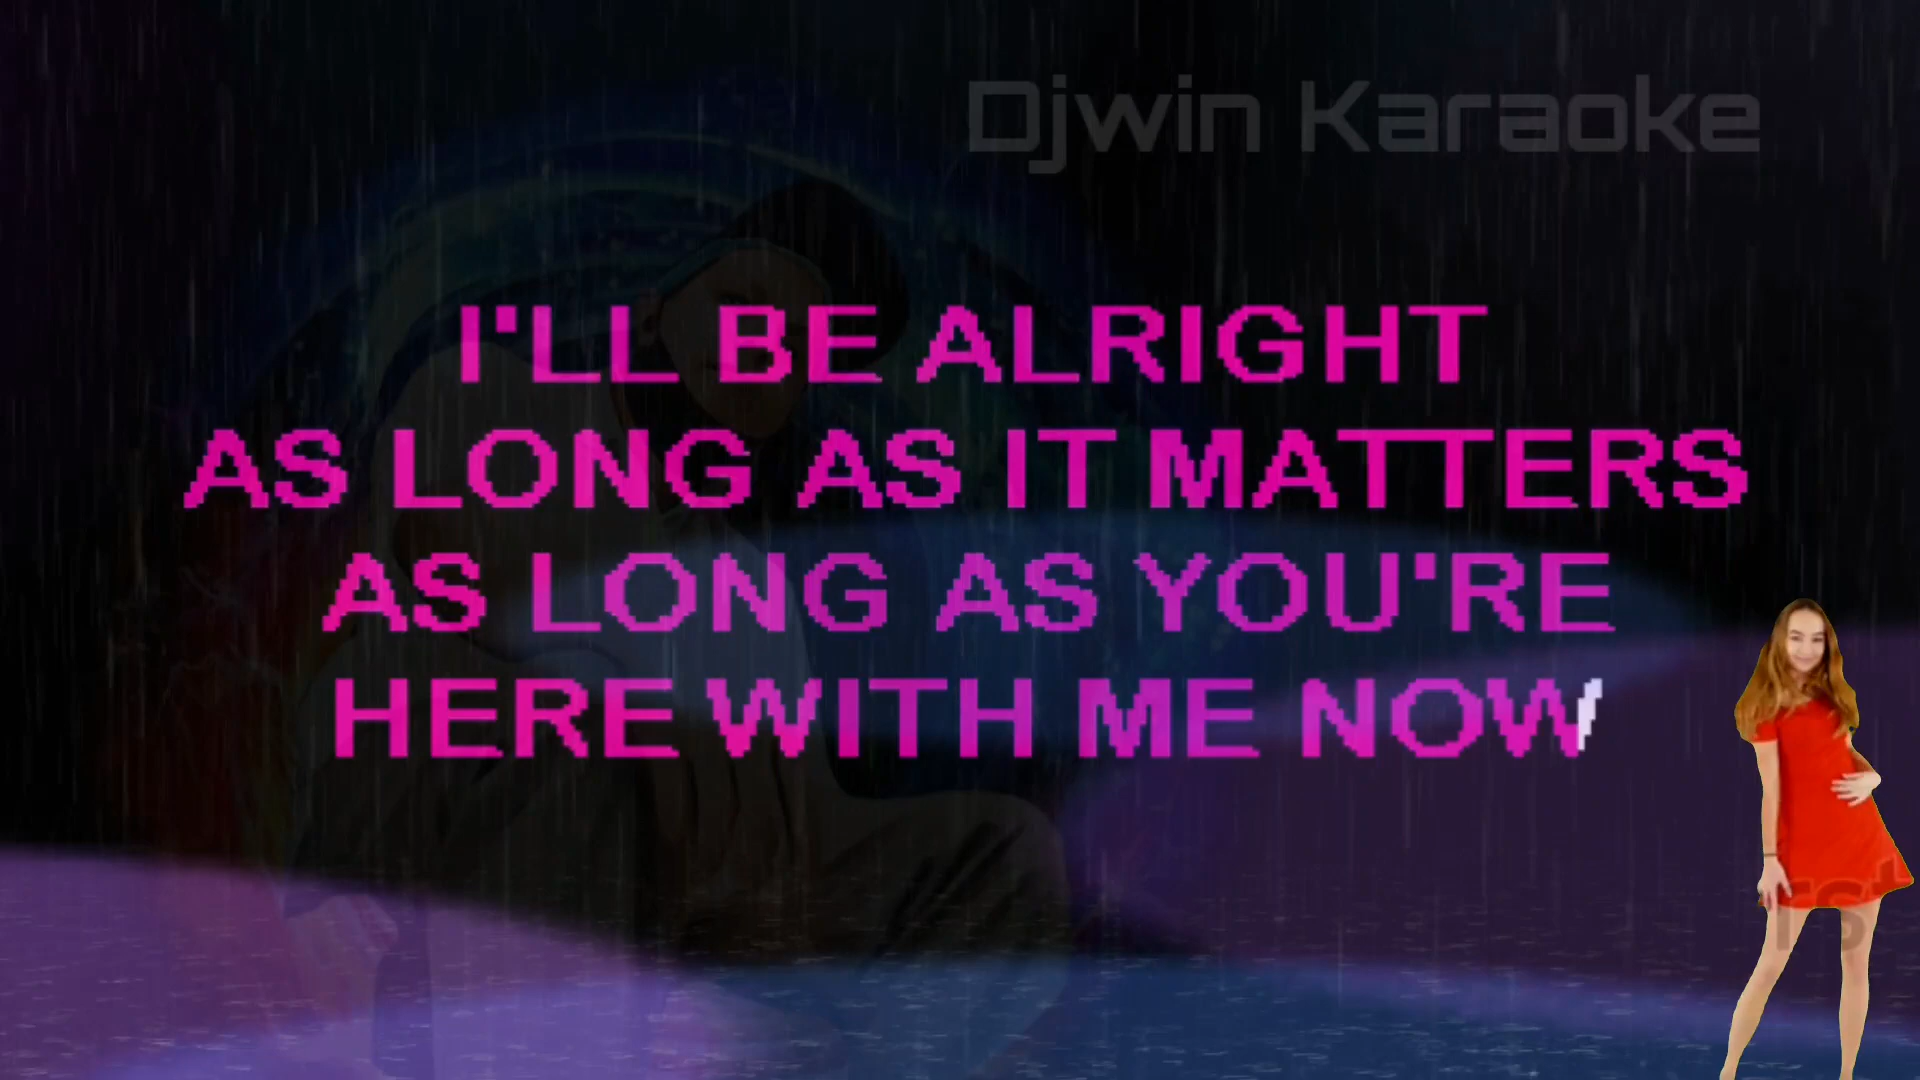 Djwin Karaoke
I'LL BE ALRIGHT
AS LONG AS IT MATTERS
AS LONG AS YOU'RE
HERE WITH ME NOW
rst